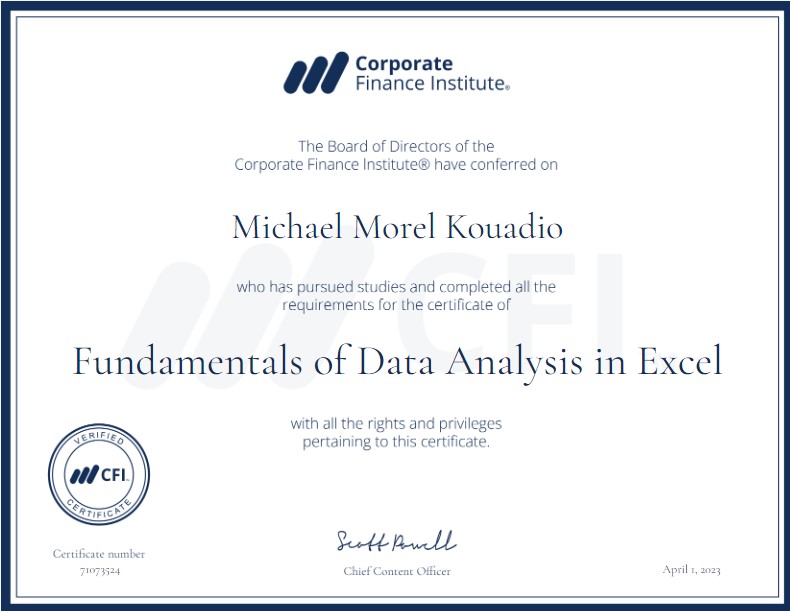 Corporate
Finance Institute®
The Board of Directors of the
Corporate Finance Institute® have conferred on
Michael Morel Kouadio
CFI
who has pursued studies and completed all the
requirements for the certificate of
Fundamentals of Data Analysis in Excel
with all the rights and privileges
pertaining to this certificate.
VERIFIED
CFI
CERTIFICATE
Scott Powell
Certificate number
71073524
Chief Content Officer
April 1, 2023